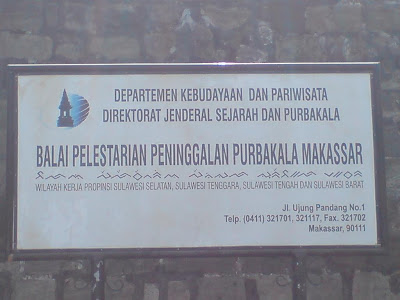 DEPARTEMEN KEBUDAYAAN DAN PARIWISATA
DIREKTORAT JENDERAL SEJARAH DAN PURBAKALA
BALAI PELESTARIAN PENINGGALAN PURBAKALA MAKASSAR
WILAYAH KERJA PROPINSI SULAWESI SELATAN, SULAWESI TENGGARA, SULAWESI TENGAH DAN SULAWESI BARAT
Jl. Ujung Pandang No.1
Telp. (0411) 321701, 321117, Fax. 321702
Makassar, 90111